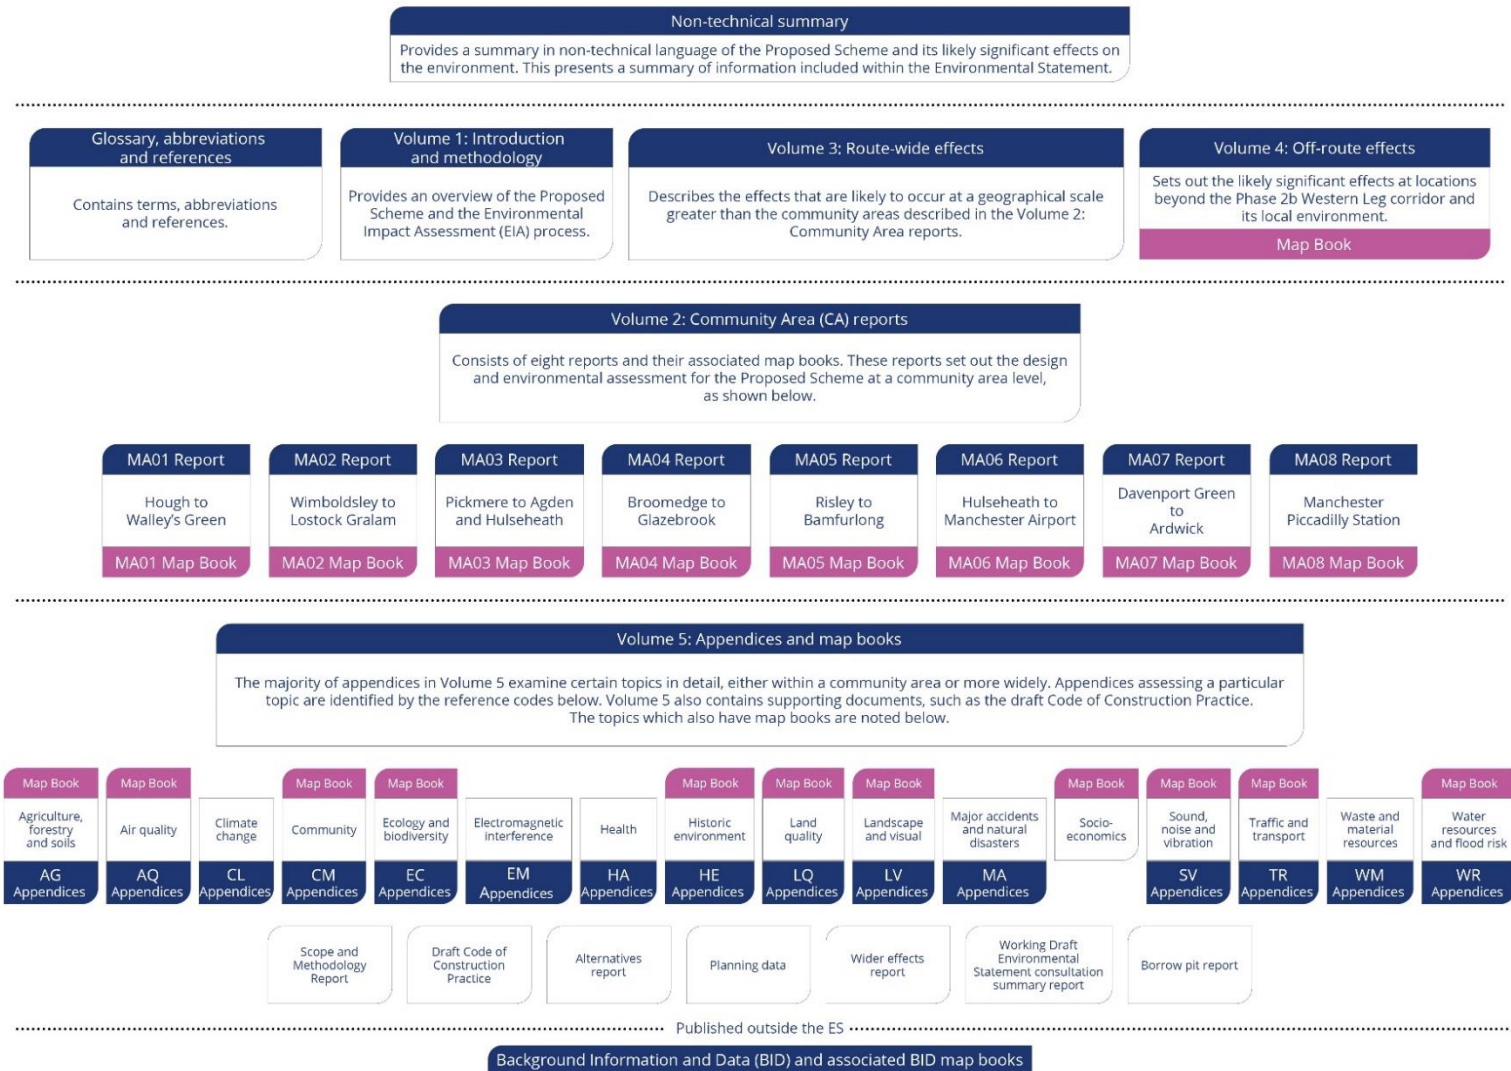 Non-technical summary
Provides a summary in non-technical language of the Proposed Scheme and its likely significant effects on
the environment. This presents a summary of information included within the Environmental Statement.
Glossary, abbreviations
and references
Contains terms, abbreviations
and references.
Volume 1: Introduction
and methodology
Provides an overview of the Proposed
Scheme and the Environmental
Impact Assessment (EIA) process.
Volume 3: Route-wide effects
Describes the effects that are likely to occur at a geographical scale
greater than the community areas described in the Volume 2:
Community Area reports.
Volume 4: Off-route effects
Sets out the likely significant effects at locations
beyond the Phase 2b Western Leg corridor and
its local environment.
Map Book
Volume 2: Community Area (CA) reports
Consists of eight reports and their associated map books. These reports set out the design
and environmental assessment for the Proposed Scheme at a community area level,
as shown below.
MA01 Report
Hough to
Walley's Green
MA01 Map Book
MA02 Report
Wimboldsley to
Lostock Gralam
MA02 Map Book
MA03 Report
Pickmere to Agden
and Hulseheath
MA03 Map Book
MA04 Report
Broomedge to
Glazebrook
MA04 Map Book
MA05 Report
Risley to
Bamfurlong
MA05 Map Book
MA06 Report
Hulseheath to
Manchester Airport
MA06 Map Book
MA07 Report
Davenport Green
to
Ardwick
MA07 Map Book
MA08 Report
Manchester
Piccadilly Station
MA08 Map Book
Volume 5: Appendices and map books
The majority of appendices in Volume 5 examine certain topics in detail, either within a community area or more widely. Appendices assessing a particular
topic are identified by the reference codes below. Volume 5 also contains supporting documents, such as the draft Code of Construction Practice.
The topics which also have map books are noted below.
Map Book
Agriculture,
forestry
and soils
AG
Appendices
Map Book
Air quality
AQ
Appendices
Climate
change
CL
Appendices
Map Book
Community
CM
Appendices
Map Book
Ecology and
biodiversity
EC
Appendices
Electromagnetic
interference
EM
Appendices
Health
HA
Appendices
Map Book
Historic
environment
HE
Appendices
Map Book
Land
quality
LQ
Appendices
Map Book
Landscape
and visual
LV
Appendices
Major accidents
and natural
disasters
MA
Appendices
Map Book
Socio-
economics
Map Book
Sound,
noise and
vibration
SV
Appendices
Map Book
Traffic and
transport
TR
Appendices
Waste and
material
resources
WM
Appendices
Map Book
Water
resources
and flood risk
WR
Appendices
Scope and
Methodology
Report
Draft Code of
Construction
Practice
Alternatives
report
Planning data
Wider effects
report
Working Draft
Environmental
Statement consultation
summary report
Borrow pit report
Published outside the ES
Background Information and Data (BID) and associated BID map books